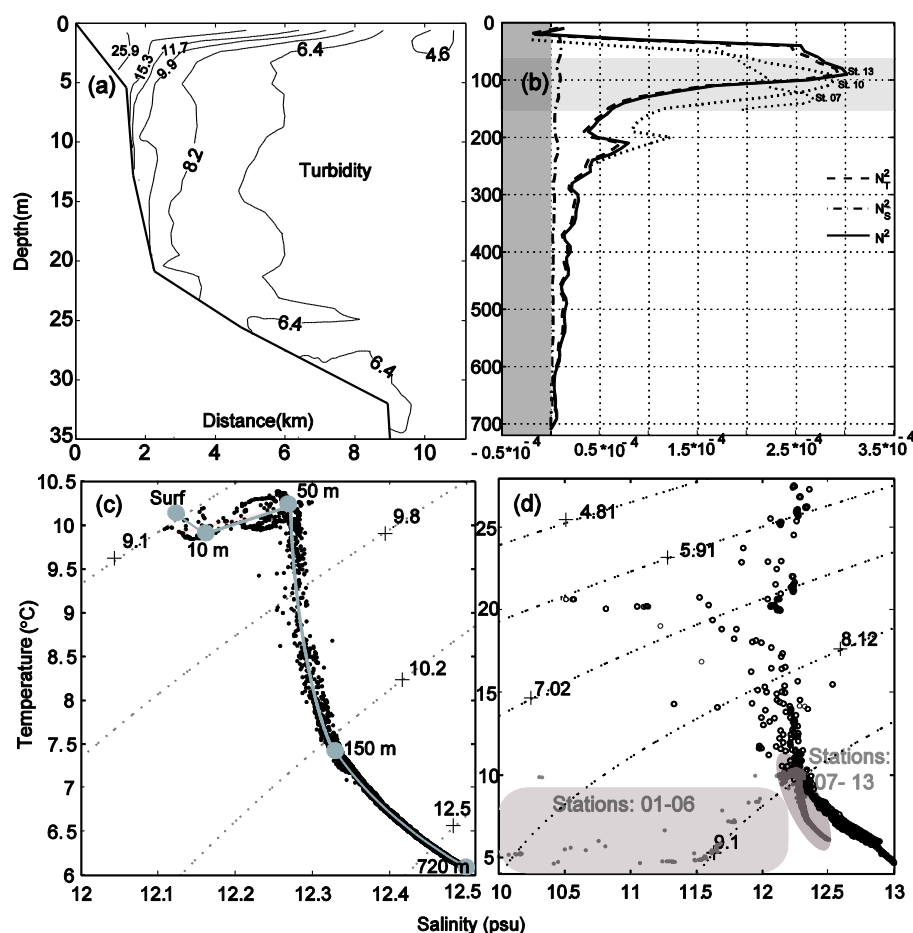 (a)
25.9
11.7
15.3
9.9
6.4
4.6
8.2
Turbidity
6.4
6.4
Distance(km)
Depth(m)
0
5
10
15
20
25
30
35
0 2 4 6 8 10
(b)
St. 13
St. 10
St. 07
N²T
N²S
N²
0
100
200
300
400
500
600
700
- 0.5*10⁻⁴ 0.5*10⁻⁴ 1.5*10⁻⁴ 2.5*10⁻⁴ 3.5*10⁻⁴
(c)
Surf
50 m
10 m
9.1
9.8
10.2
150 m
12.5
720 m
Temperature (°C)
10.5
10
9.5
9
8.5
8
7.5
7
6.5
6
12 12.1 12.2 12.3 12.4 12.5
(d)
4.81
5.91
8.12
7.02
Stations:
07- 13
Stations: 01-06
9.1
25
20
15
10
5
10 10.5 11 11.5 12 12.5 13
Salinity (psu)